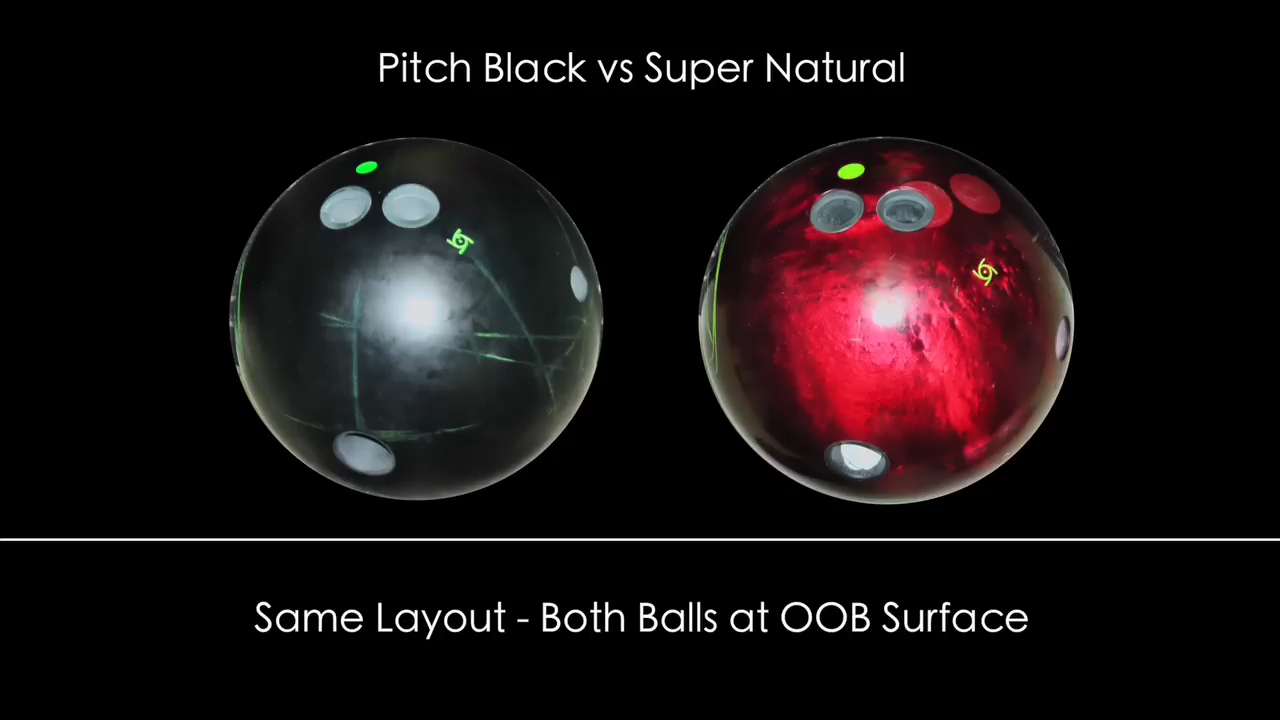 Pitch Black vs Super Natural
Same Layout - Both Balls at OOB Surface